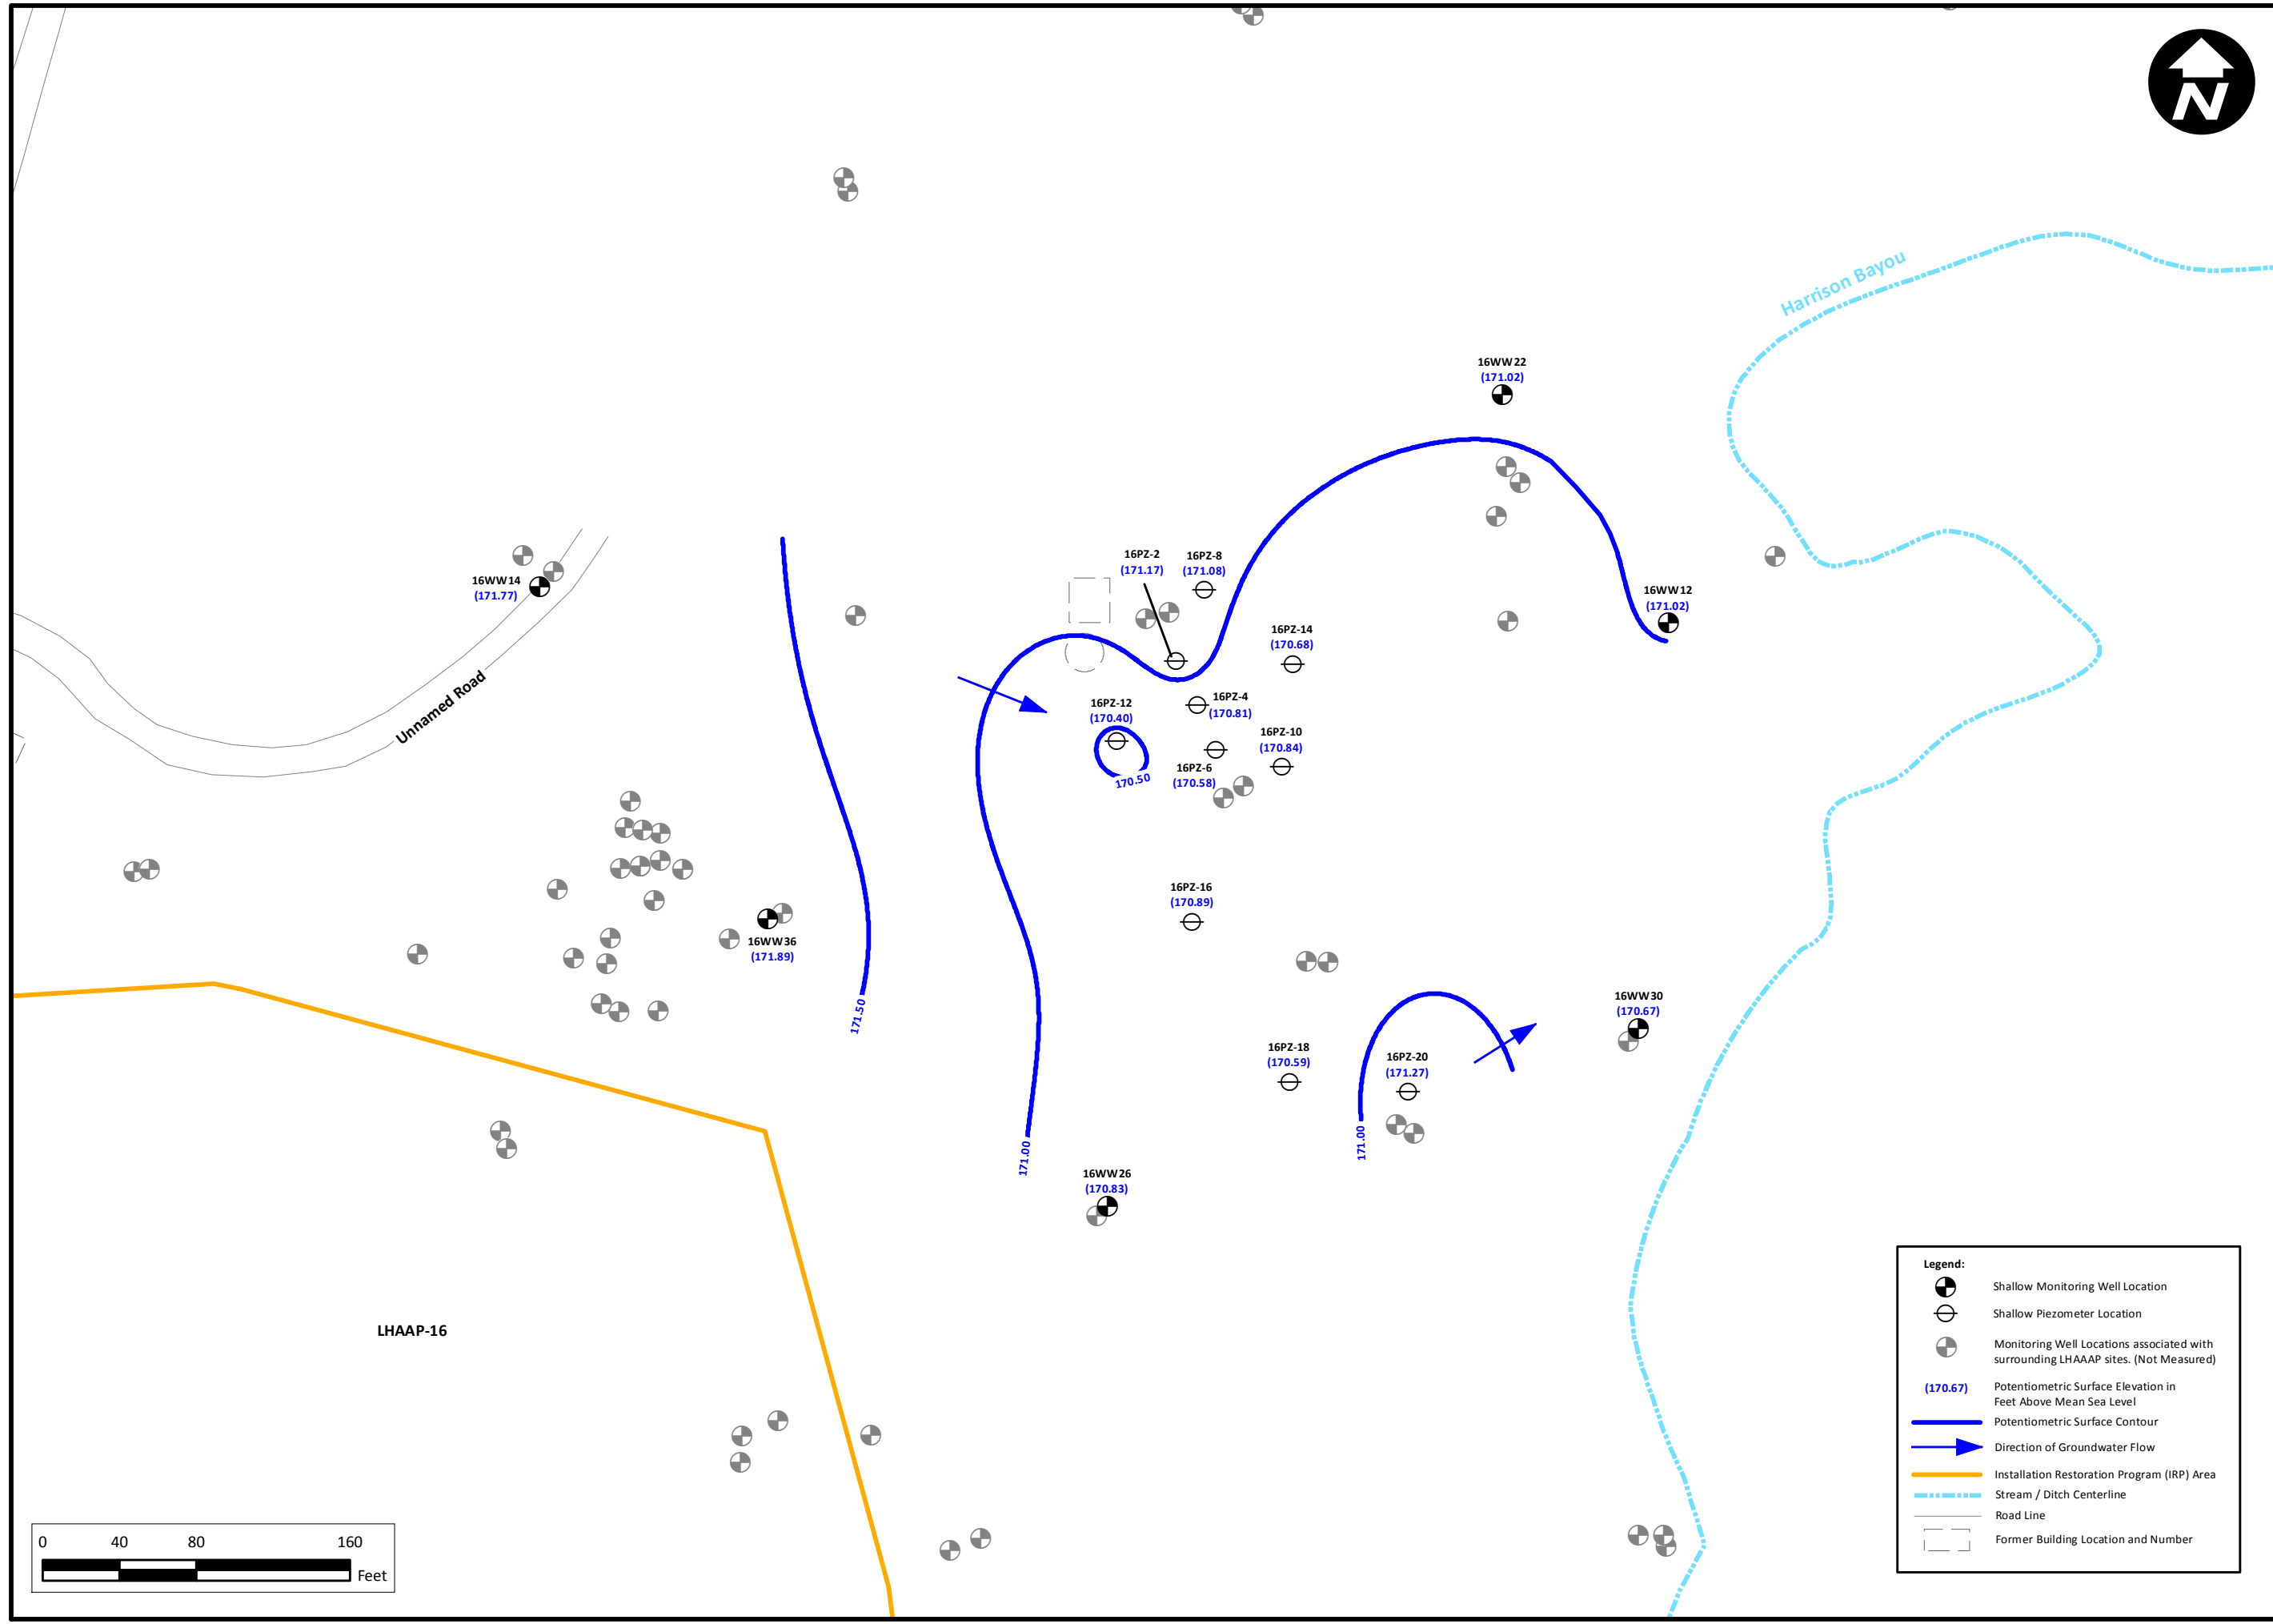 N
Harrison Bayou
16WW22
(171.02)
16PZ-2
(171.17)
16PZ-8
(171.08)
16WW14
(171.77)
16WW12
(171.02)
16PZ-14
(170.68)
Unnamed Road
16PZ-12
(170.40)
16PZ-4
(170.81)
16PZ-10
(170.84)
16PZ-6
(170.58)
170.50
16PZ-16
(170.89)
16WW36
(171.89)
171.50
16WW30
(170.67)
16PZ-18
(170.59)
16PZ-20
(171.27)
171.00
171.00
16WW26
(170.83)
LHAAP-16
Legend:
Shallow Monitoring Well Location
Shallow Piezometer Location
Monitoring Well Locations associated with
surrounding LHAAAP sites. (Not Measured)
(170.67)
Potentiometric Surface Elevation in
Feet Above Mean Sea Level
Potentiometric Surface Contour
Direction of Groundwater Flow
Installation Restoration Program (IRP) Area
Stream / Ditch Centerline
Road Line
Former Building Location and Number
0 40 80 160
Feet